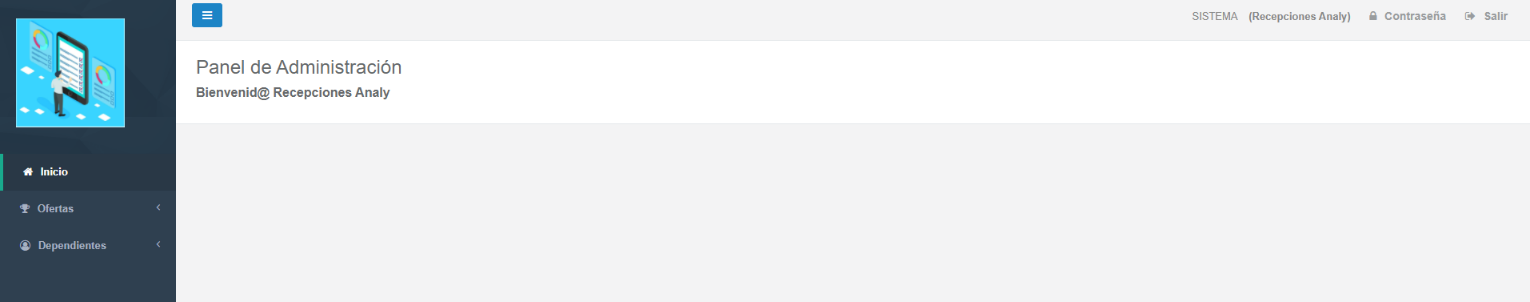 SISTEMA (Recepciones Analy) Contraseña Salir
Panel de Administración
Bienvenid@ Recepciones Analy
Inicio
Ofertas
Dependientes